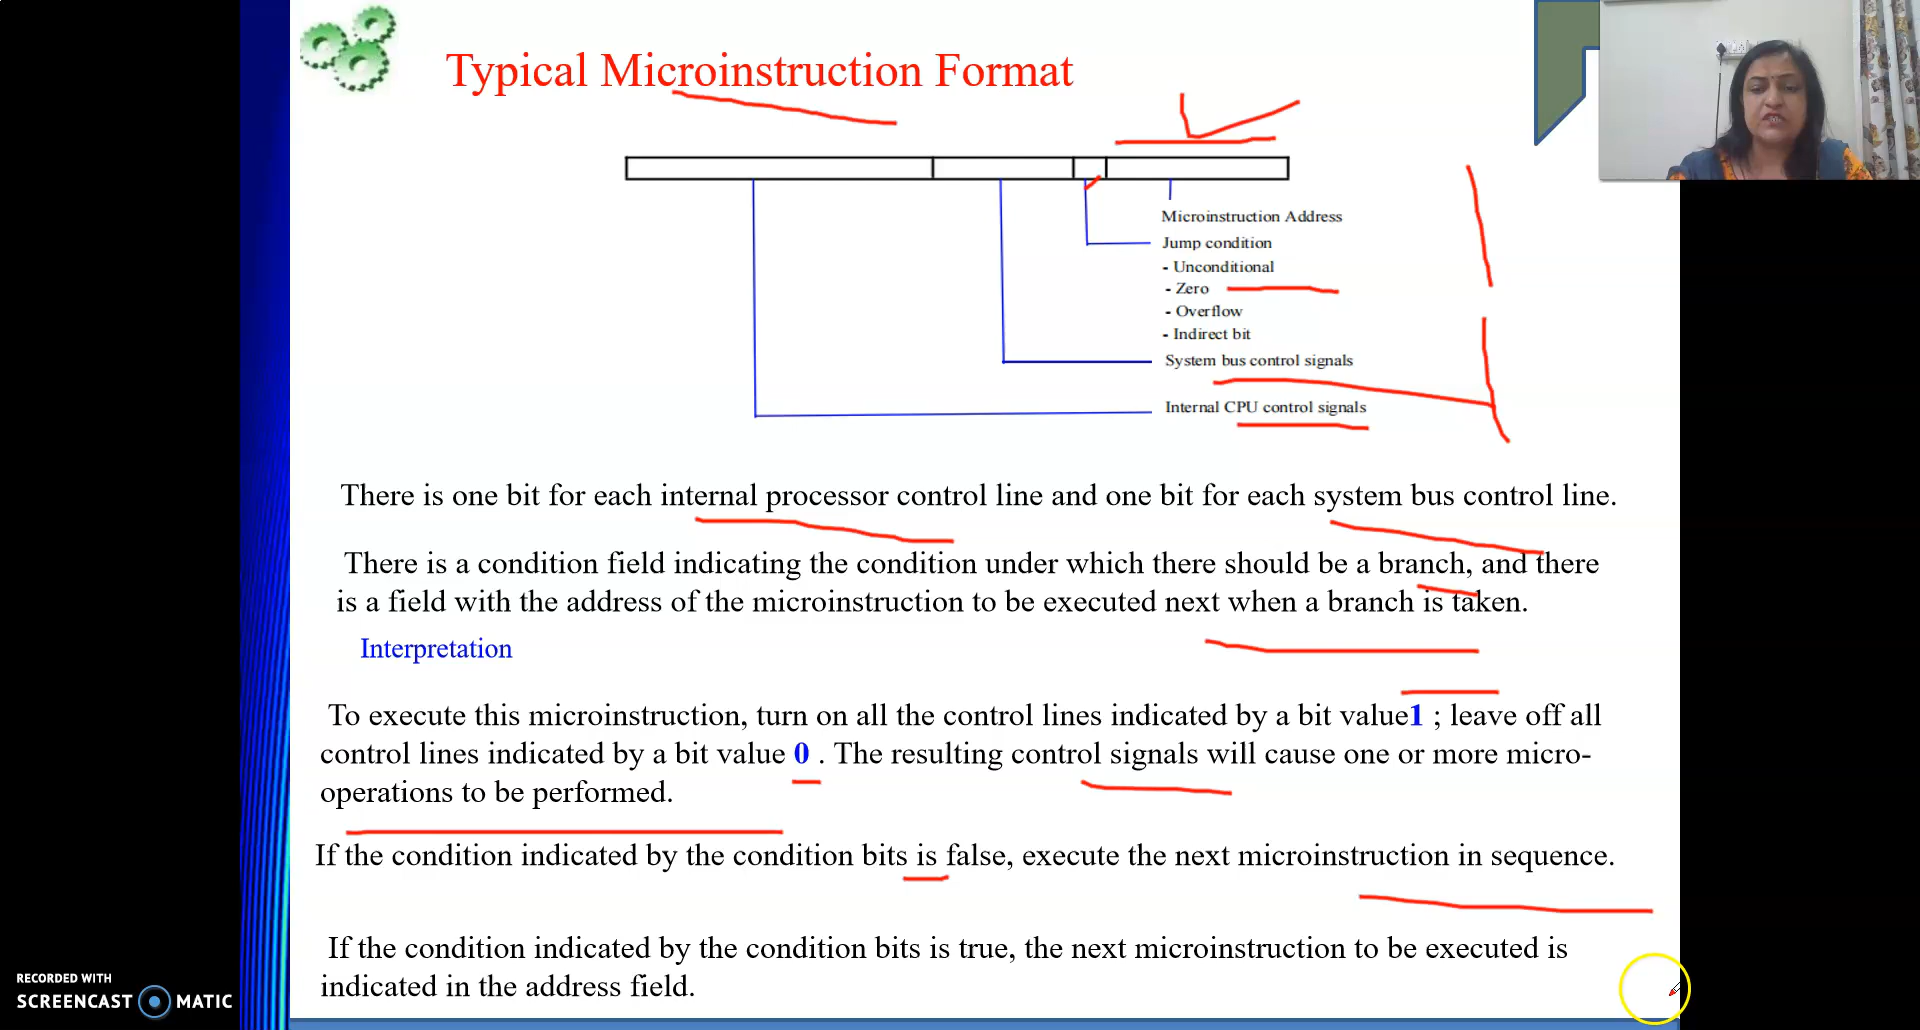 Typical Microinstruction Format
Microinstruction Address
Jump condition
- Unconditional
- Zero
- Overflow
- Indirect bit
System bus control signals
Internal CPU control signals
There is one bit for each internal processor control line and one bit for each system bus control line.
There is a condition field indicating the condition under which there should be a branch, and there
is a field with the address of the microinstruction to be executed next when a branch is taken.
Interpretation
To execute this microinstruction, turn on all the control lines indicated by a bit value1 ; leave off all
control lines indicated by a bit value 0 . The resulting control signals will cause one or more micro-
operations to be performed.
If the condition indicated by the condition bits is false, execute the next microinstruction in sequence.
If the condition indicated by the condition bits is true, the next microinstruction to be executed is
indicated in the address field.
RECORDED WITH
SCREENCAST MATIC